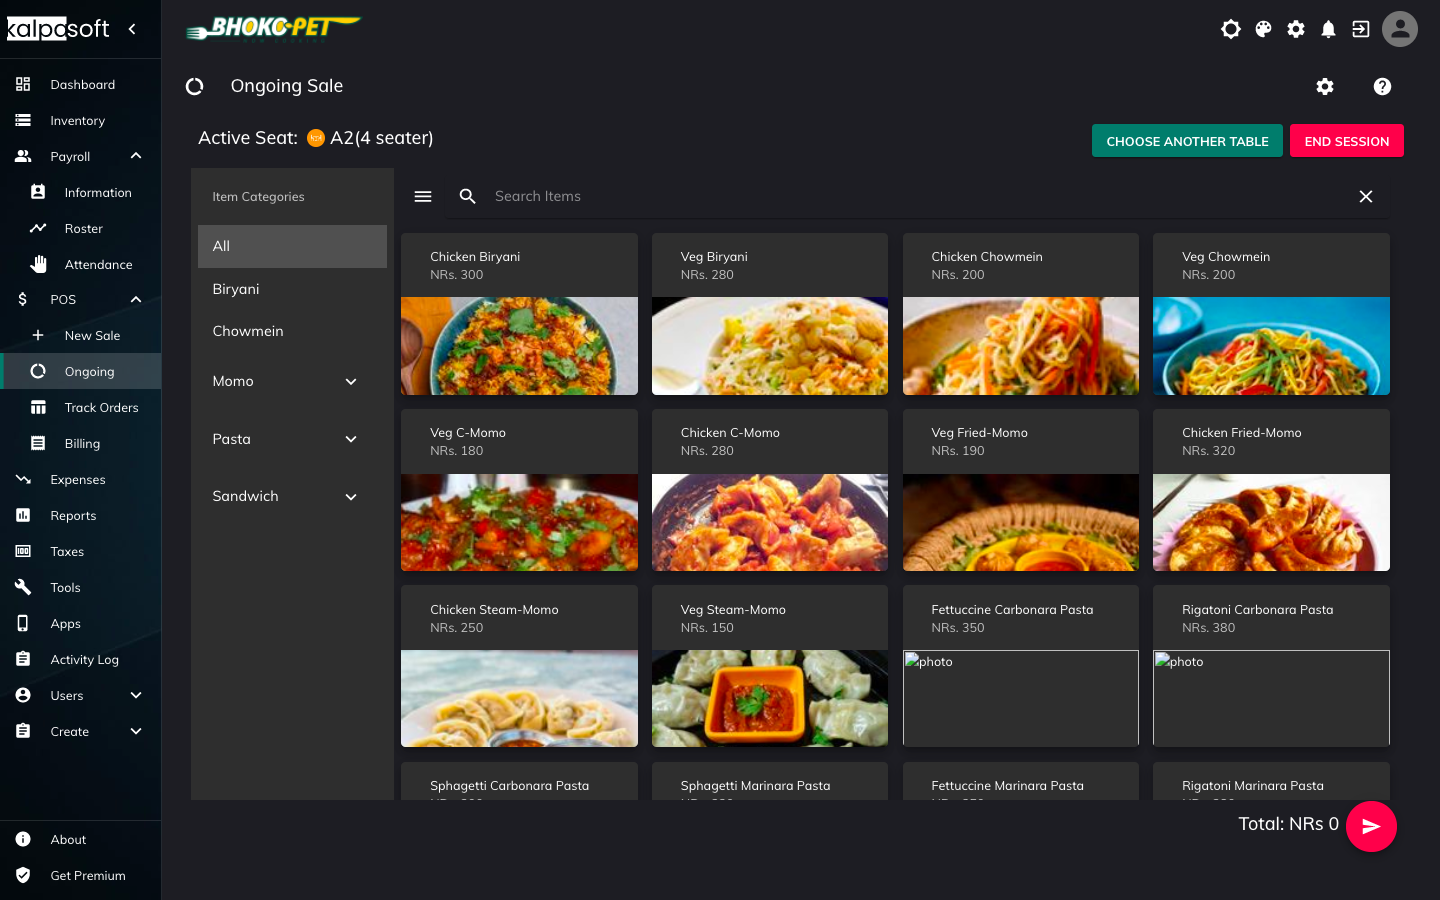 kalpasoft
BHOKO-PET
Dashboard
Inventory
Payroll
Information
Roster
Attendance
POS
New Sale
Ongoing
Track Orders
Billing
Expenses
Reports
Taxes
Tools
Apps
Activity Log
Users
Create
About
Get Premium
Ongoing Sale
Active Seat: A2(4 seater)
CHOOSE ANOTHER TABLE
END SESSION
Item Categories
All
Biryani
Chowmein
Momo
Pasta
Sandwich
Search Items
Chicken Biryani
NRs. 300
Veg Biryani
NRs. 280
Chicken Chowmein
NRs. 200
Veg Chowmein
NRs. 200
Veg C-Momo
NRs. 180
Chicken C-Momo
NRs. 280
Veg Fried-Momo
NRs. 190
Chicken Fried-Momo
NRs. 320
Chicken Steam-Momo
NRs. 250
Veg Steam-Momo
NRs. 150
Fettuccine Carbonara Pasta
NRs. 350
photo
Rigatoni Carbonara Pasta
NRs. 380
photo
Sphagetti Carbonara Pasta
Sphagetti Marinara Pasta
Fettuccine Marinara Pasta
Rigatoni Marinara Pasta
Total: NRs 0